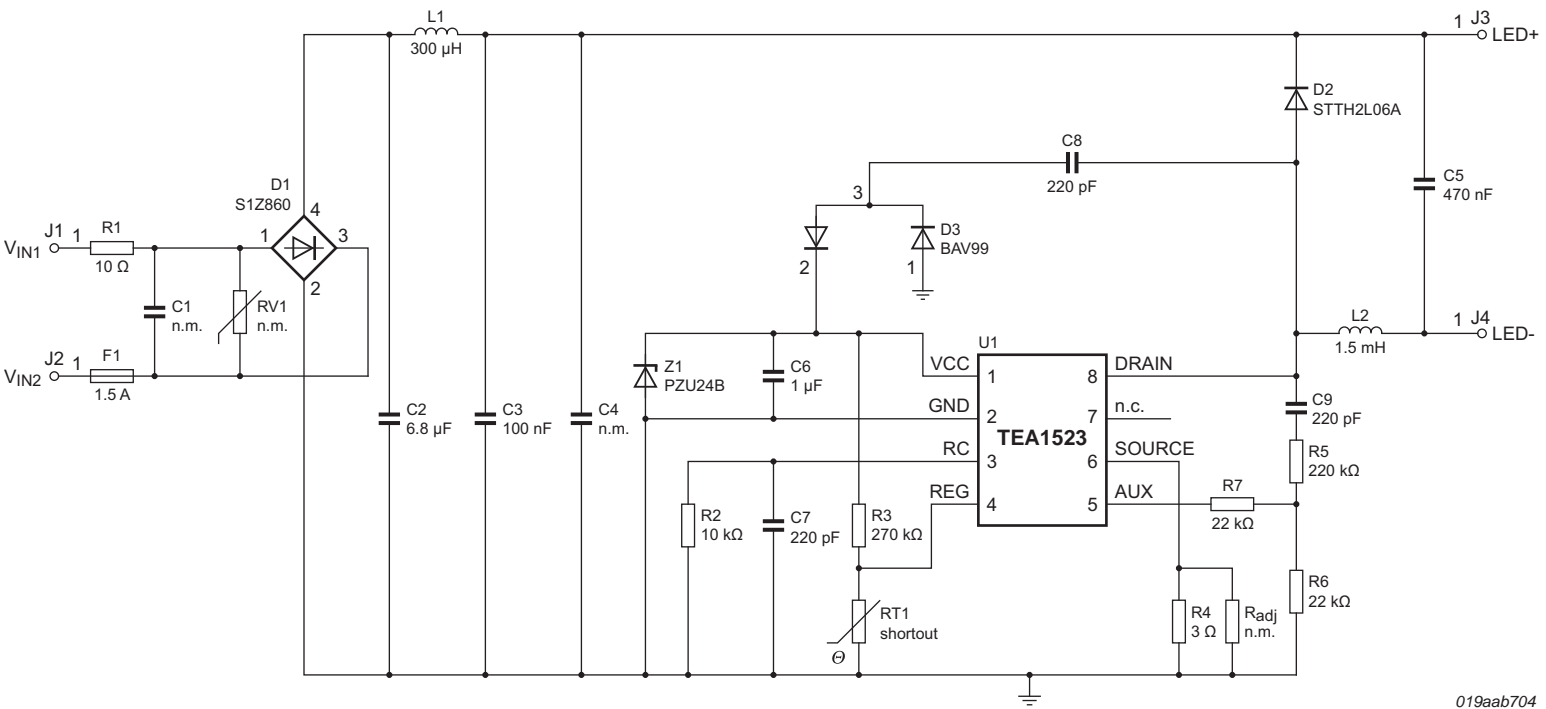 L1
300 μH
1 J3
LED+
D2
STTH2L06A
C8
220 pF
C5
470 nF
3
D1
S1Z860
4
J1 1
R1
1
3
VIN1
10 Ω
D3
BAV99
2
1
2
C1
n.m.
RV1
n.m.
J2 1
F1
VIN2
1.5 A
L2
1 J4
LED-
1.5 mH
U1
VCC
1
8
DRAIN
Z1
PZU24B
C6
1 μF
C9
220 pF
C2
6.8 μF
C3
100 nF
C4
n.m.
GND
2
7
n.c.
TEA1523
RC
3
6
SOURCE
R5
220 kΩ
REG
4
5
AUX
R7
22 kΩ
R2
10 kΩ
C7
220 pF
R3
270 kΩ
RT1
shortout
Θ
R4
3 Ω
Radj
n.m.
R6
22 kΩ
019aab704